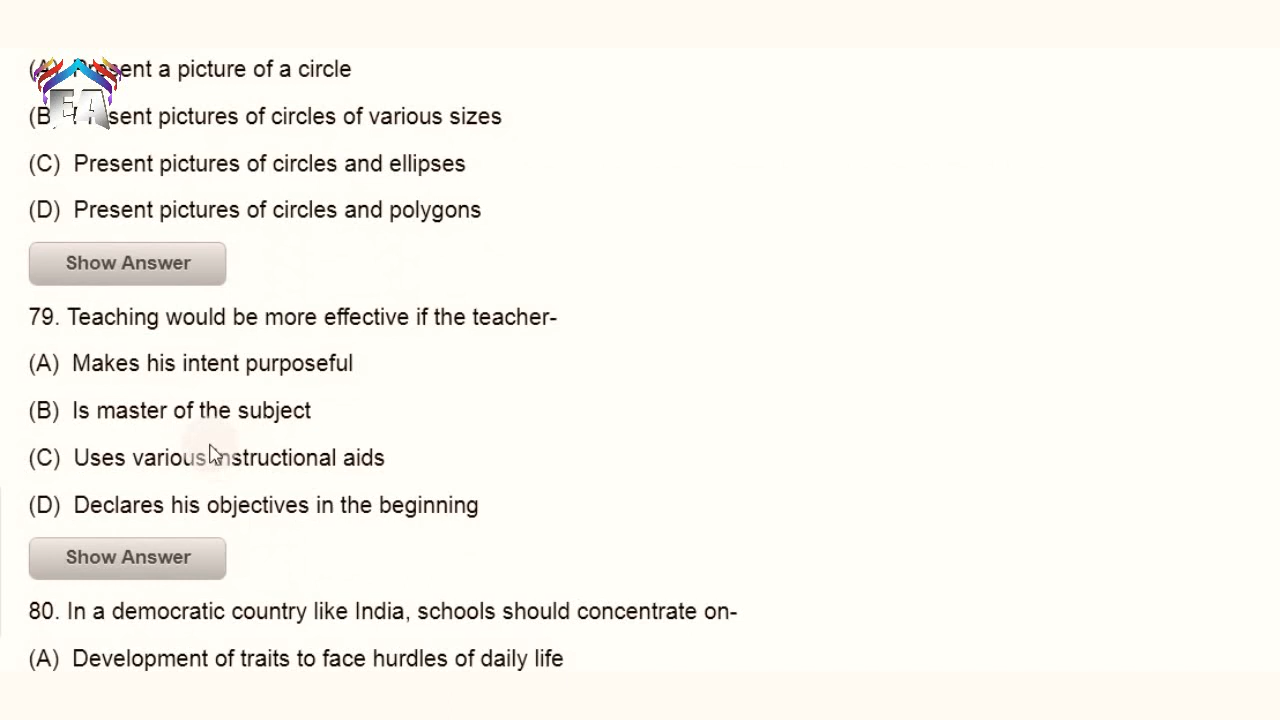 (A) Present a picture of a circle
EA
(B) Present pictures of circles of various sizes
(C) Present pictures of circles and ellipses
(D) Present pictures of circles and polygons
Show Answer
79. Teaching would be more effective if the teacher-
(A) Makes his intent purposeful
(B) Is master of the subject
(C) Uses various instructional aids
(D) Declares his objectives in the beginning
Show Answer
80. In a democratic country like India, schools should concentrate on-
(A) Development of traits to face hurdles of daily life